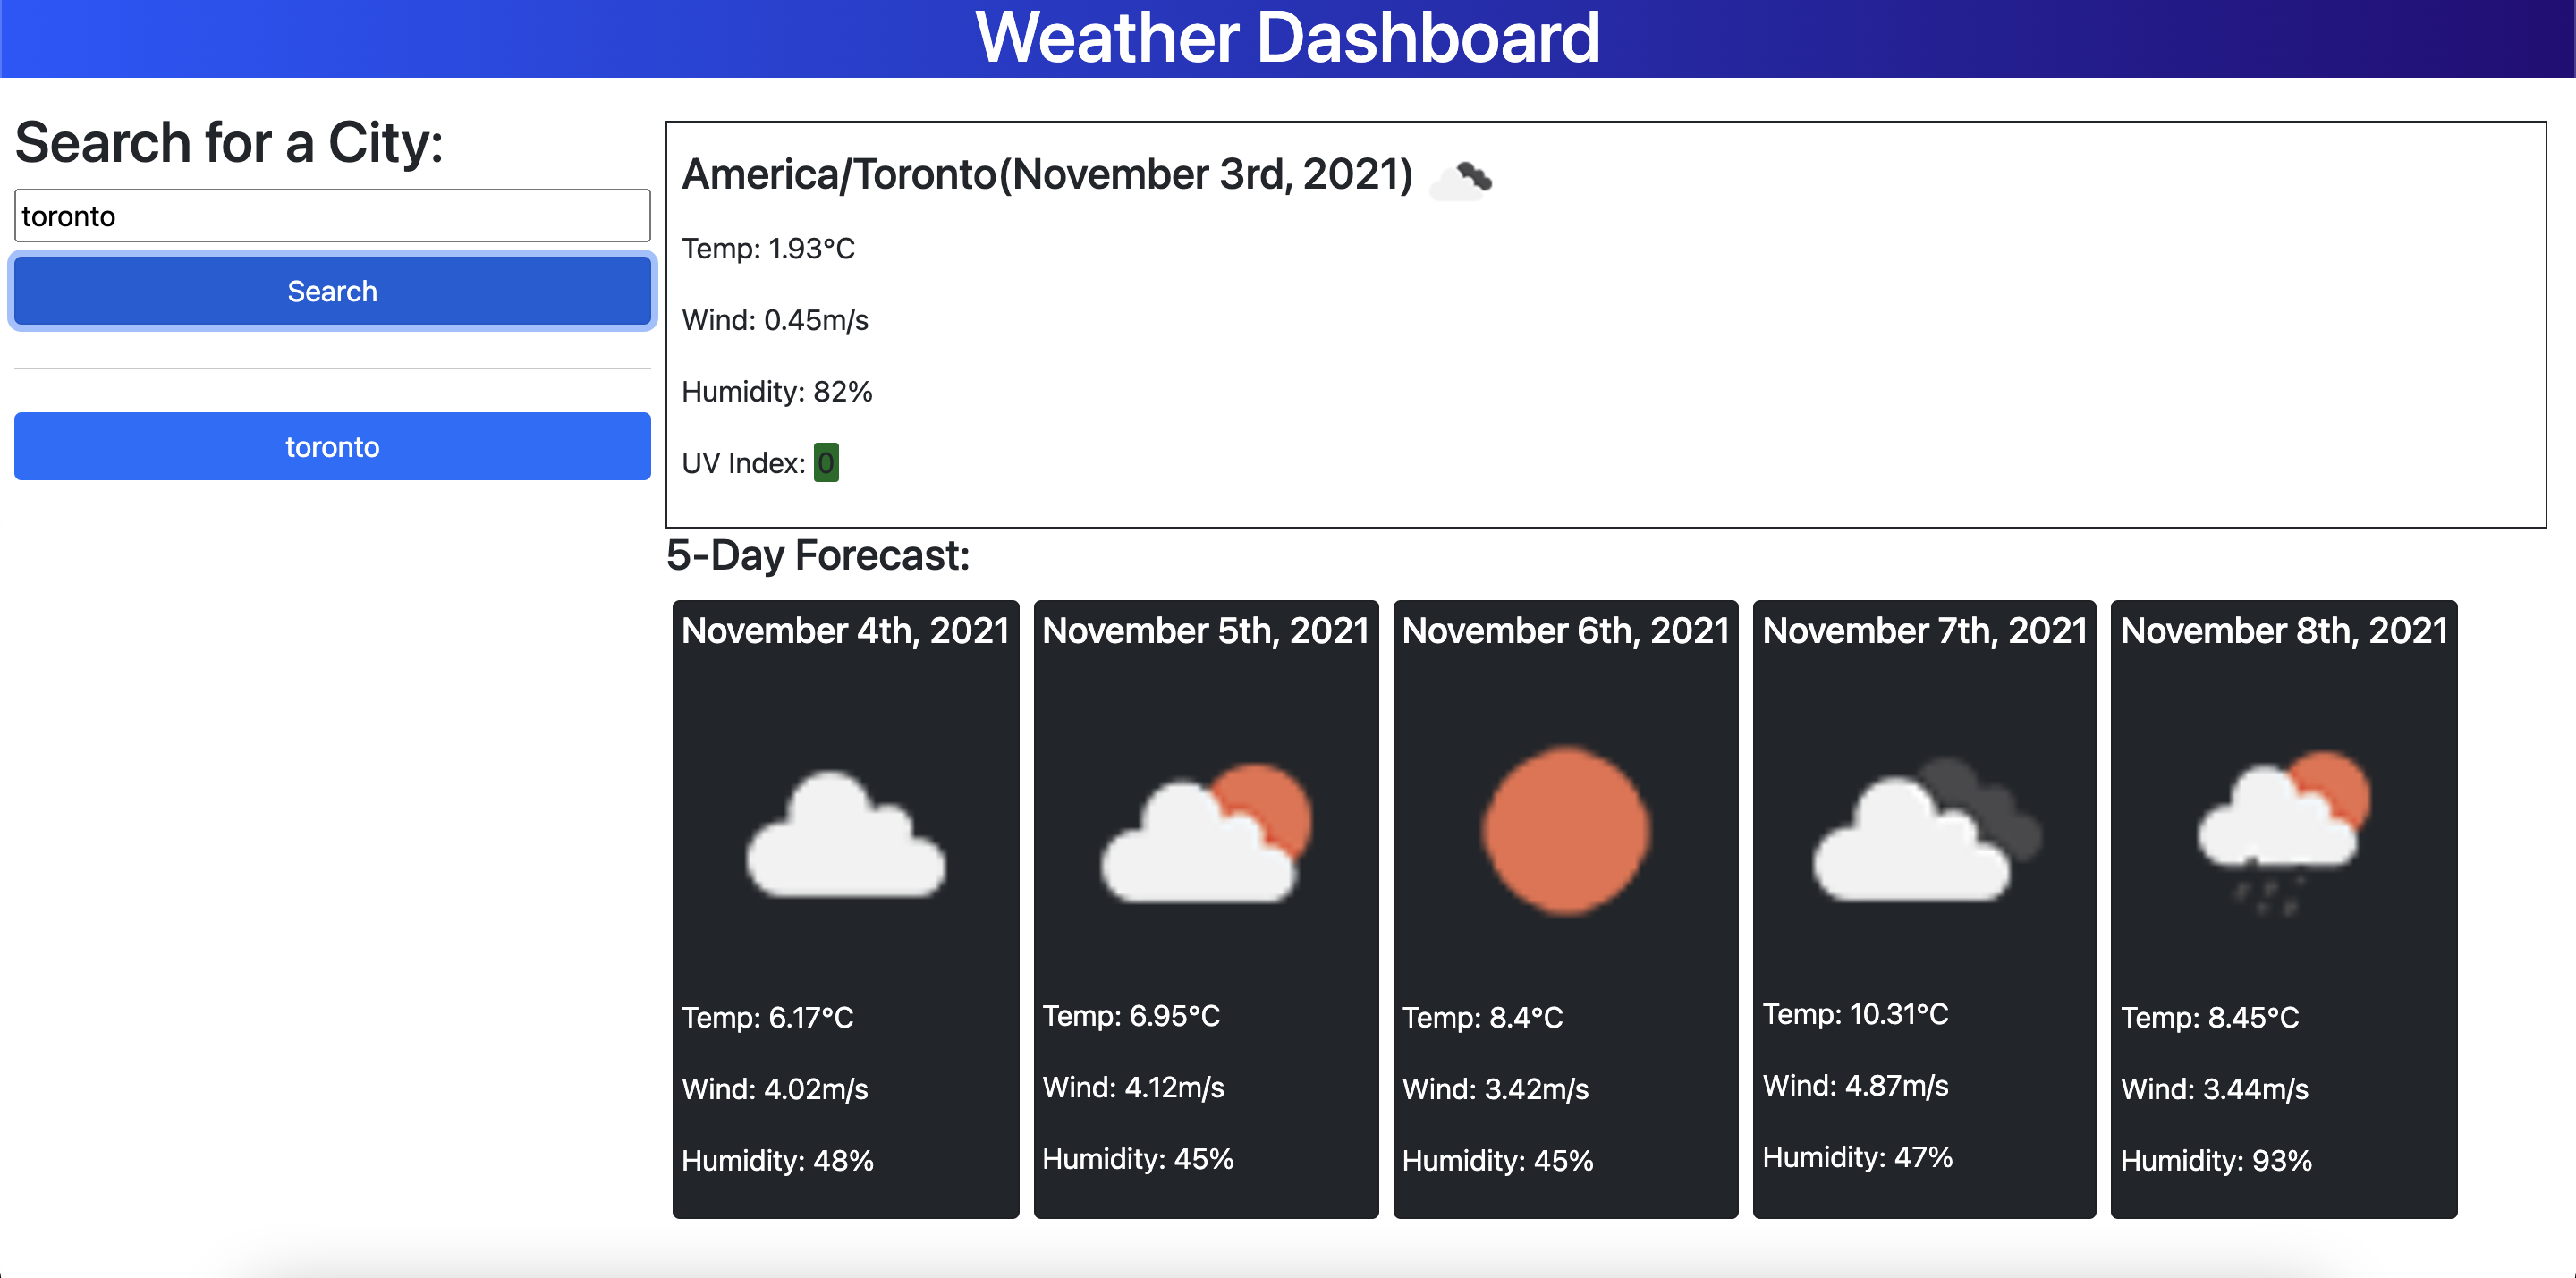 Weather Dashboard
Search for a City:
toronto
Search
toronto
America/Toronto(November 3rd, 2021)
Temp: 1.93°C
Wind: 0.45m/s
Humidity: 82%
UV Index: 0
5-Day Forecast:
November 4th, 2021
Temp: 6.17°C
Wind: 4.02m/s
Humidity: 48%
November 5th, 2021
Temp: 6.95°C
Wind: 4.12m/s
Humidity: 45%
November 6th, 2021
Temp: 8.4°C
Wind: 3.42m/s
Humidity: 45%
November 7th, 2021
Temp: 10.31°C
Wind: 4.87m/s
Humidity: 47%
November 8th, 2021
Temp: 8.45°C
Wind: 3.44m/s
Humidity: 93%